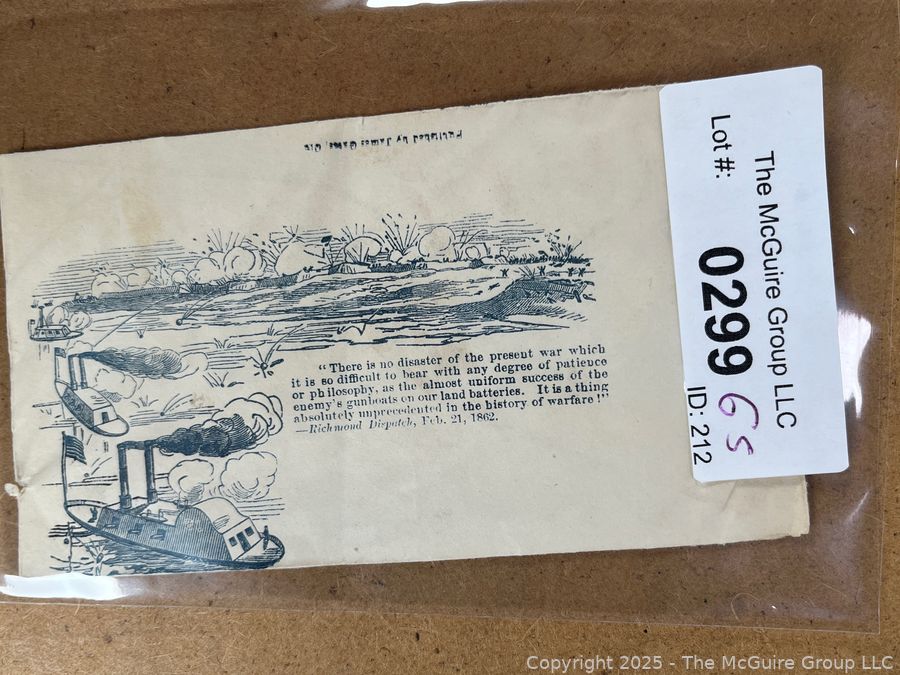 Published by James Gates, Cin
"There is no disaster of the present war which
it is so difficult to bear with any degree of patience
or philosophy, as the almost uniform success of the
enemy's gunboats on our land batteries. It is a thing
absolutely unprecedented in the history of warfare!"
—Richmond Dispatch, Feb. 21, 1862.
The McGuire Group LLC
Lot #:
0299
65
ID: 212
Copyright © 2025 - The McGuire Group LLC